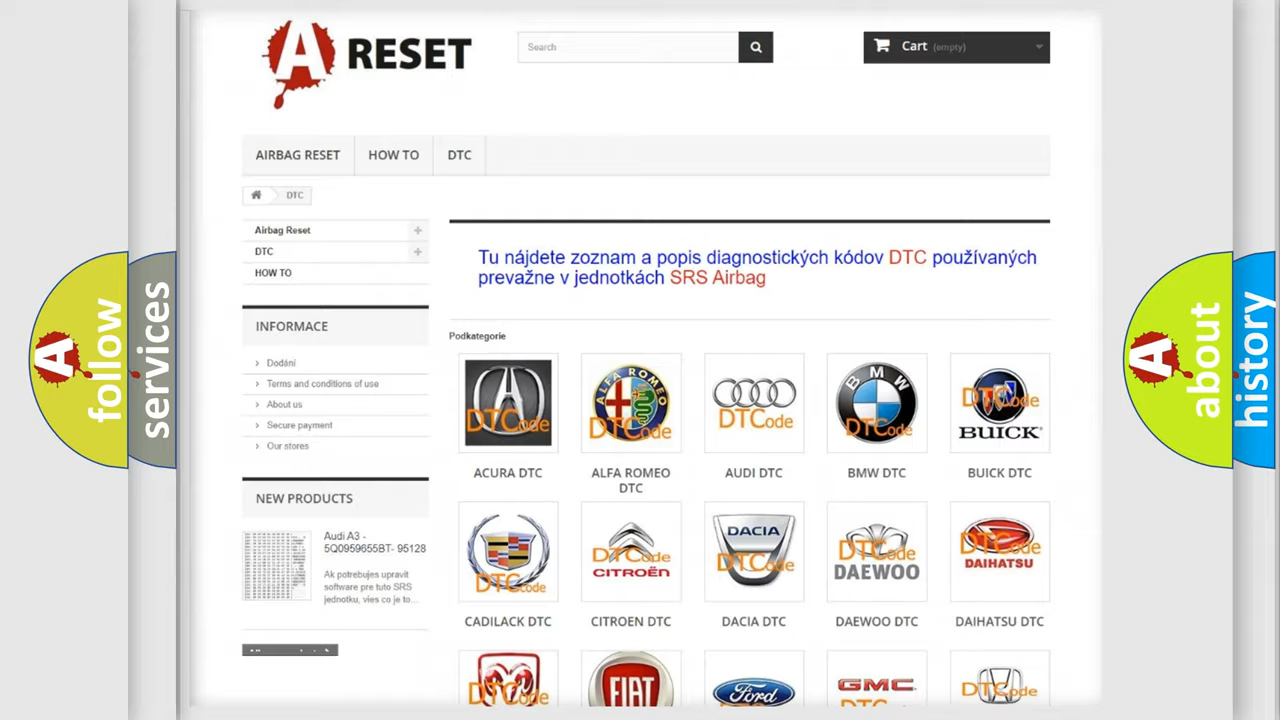 A RESET
Search
Cart (empty)
AIRBAG RESET
HOW TO
DTC
DTC
Airbag Reset
DTC
HOW TO
INFORMACE
Dodání
Terms and conditions of use
About us
Secure payment
Our stores
NEW PRODUCTS
Audi A3 -
5Q0959655BT- 95128
Ak potrebujes upravit
software pre tuto SRS
jednotku, vies co je to...
Tu nájdete zoznam a popis diagnostických kódov DTC používaných
prevažne v jednotkách SRS Airbag
Podkategorie
DTCode
ALFA ROMEO
DTCode
DTCode
BMW
DTCode
DTCode
BUICK
ACURA DTC
ALFA ROMEO
DTC
AUDI DTC
BMW DTC
BUICK DTC
DTCode
DTCode
CITROËN
DACIA
DTCode
DTCode
DAEWOO
DTCode
DAIHATSU
CADILACK DTC
CITROEN DTC
DACIA DTC
DAEWOO DTC
DAIHATSU DTC
DTCode
FIAT
Ford
GMC
DTCode
A follow
services
A about
history